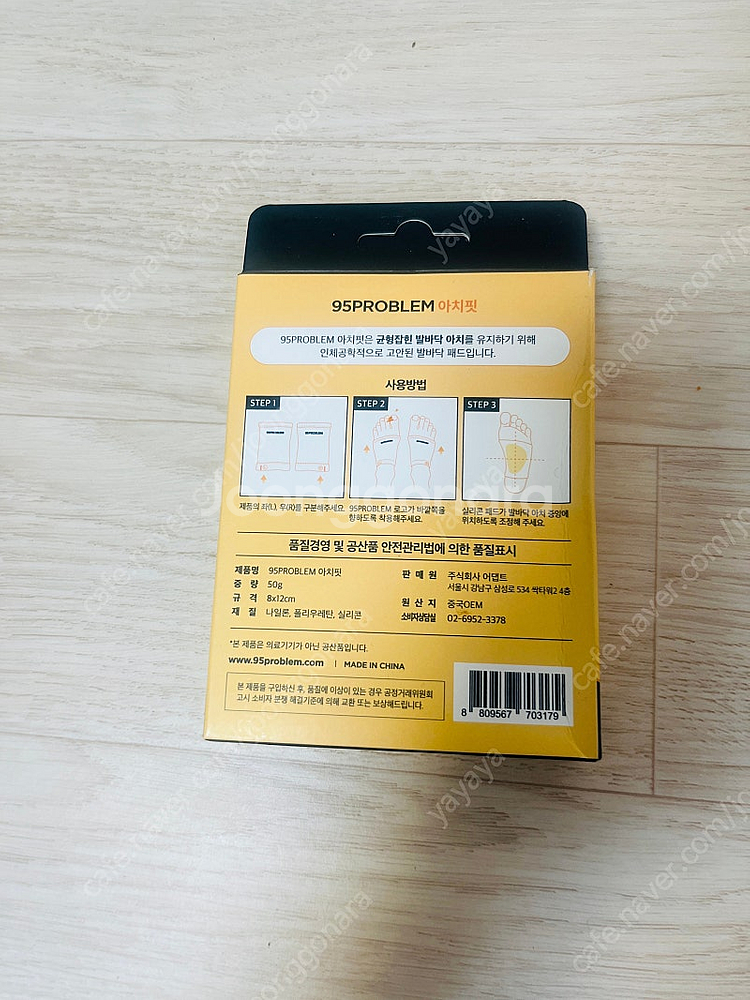 95PROBLEM 아치핏
95PROBLEM 아치핏은 균형잡힌 발바닥 아치를 유지하기 위해
인체공학적으로 고안된 발바닥 패드입니다.
사용방법
STEP 1
STEP 2
STEP 3
95PROBLEM
95PROBLEM
제품의 좌(L), 우(R)를 구분해주세요.
95PROBLEM 로고가 바깥쪽을
향하도록 착용해주세요.
실리콘 패드가 발바닥 아치 중앙에
위치하도록 조정해 주세요.
품질경영 및 공산품 안전관리법에 의한 품질표시
제품명 95PROBLEM 아치핏
중 량 50g
규 격 8x12cm
재 질 나일론, 폴리우레탄, 실리콘
판 매 원 주식회사 어댑트
서울시 강남구 삼성로 534 싹타워2 4층
원 산 지 중국OEM
소비자상담실 02-6952-3378
*본 제품은 의료기기가 아닌 공산품입니다.
www.95problem.com | MADE IN CHINA
본 제품을 구입하신 후, 품질에 이상이 있는 경우 공정거래위원회
고시 소비자 분쟁 해결기준에 의해 교환 또는 보상해드립니다.
8 809567 703179
Joonggonara
cafe.naver.com/joonggonara
yayaya